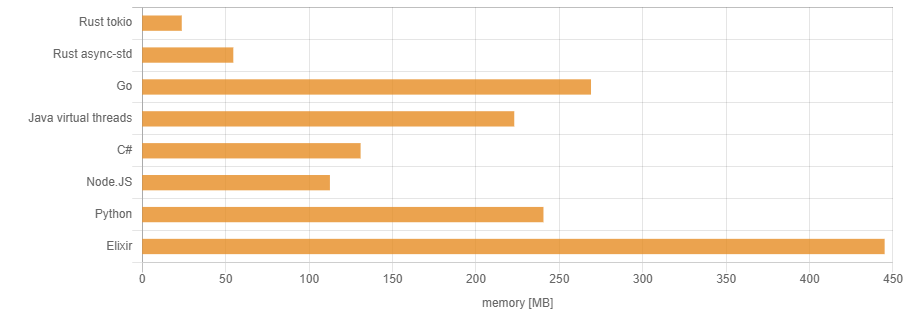 Rust tokio
Rust async-std
Go
Java virtual threads
C#
Node.JS
Python
Elixir
0 50 100 150 200 250 300 350 400 450
memory [MB]